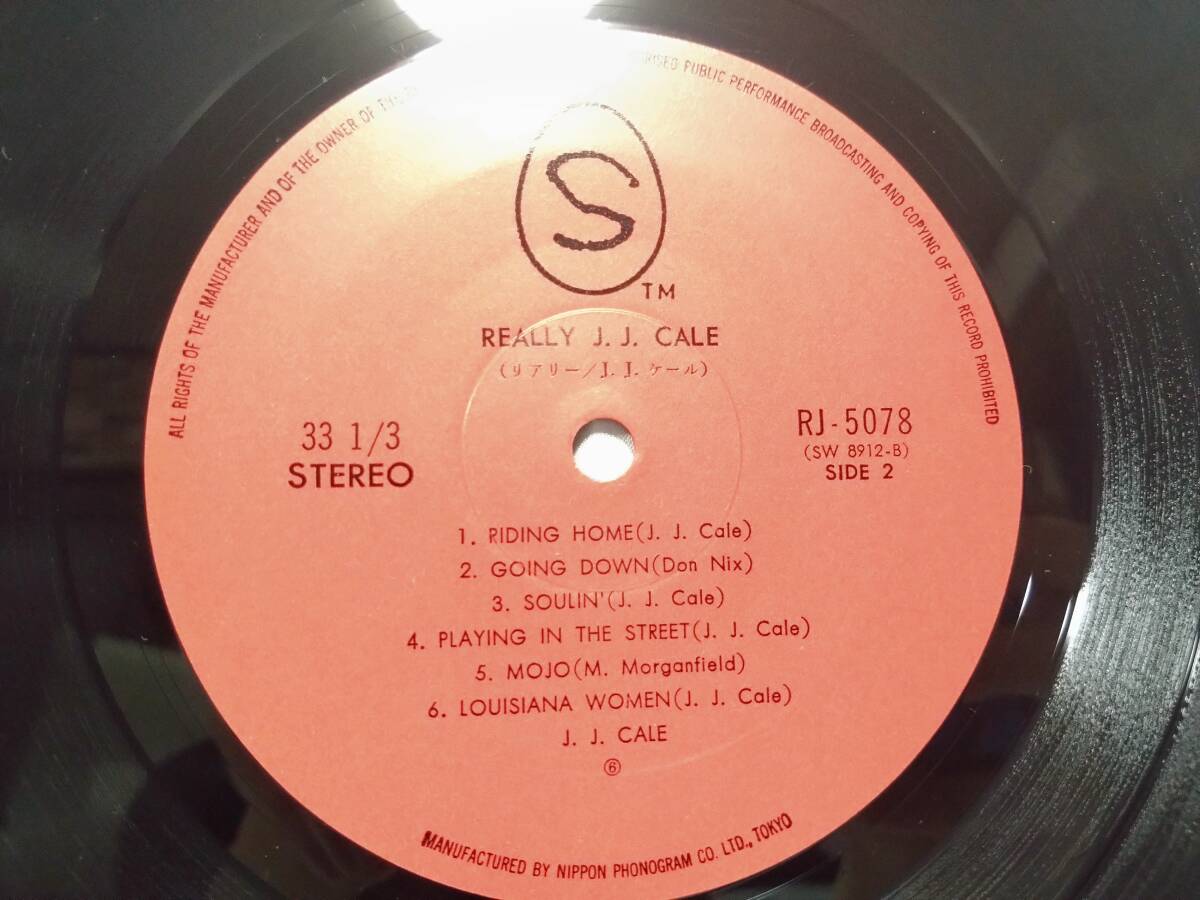 ALL RIGHTS OF THE MANUFACTURER AND OF THE OWNER OF
PUBLIC PERFORMANCE BROADCASTING AND COPYING OF THIS RECORD PROHIBITED
S
TM
REALLY J. J. CALE
(リアリー/J. J. ケール)
33 1/3
STEREO
RJ-5078
(SW 8912-B)
SIDE 2
1. RIDING HOME(J. J. Cale)
2. GOING DOWN(Don Nix)
3. SOULIN'(J. J. Cale)
4. PLAYING IN THE STREET(J. J. Cale)
5. MOJO(M. Morganfield)
6. LOUISIANA WOMEN(J. J. Cale)
J. J. CALE
⑥
MANUFACTURED BY NIPPON PHONOGRAM CO. LTD., TOKYO